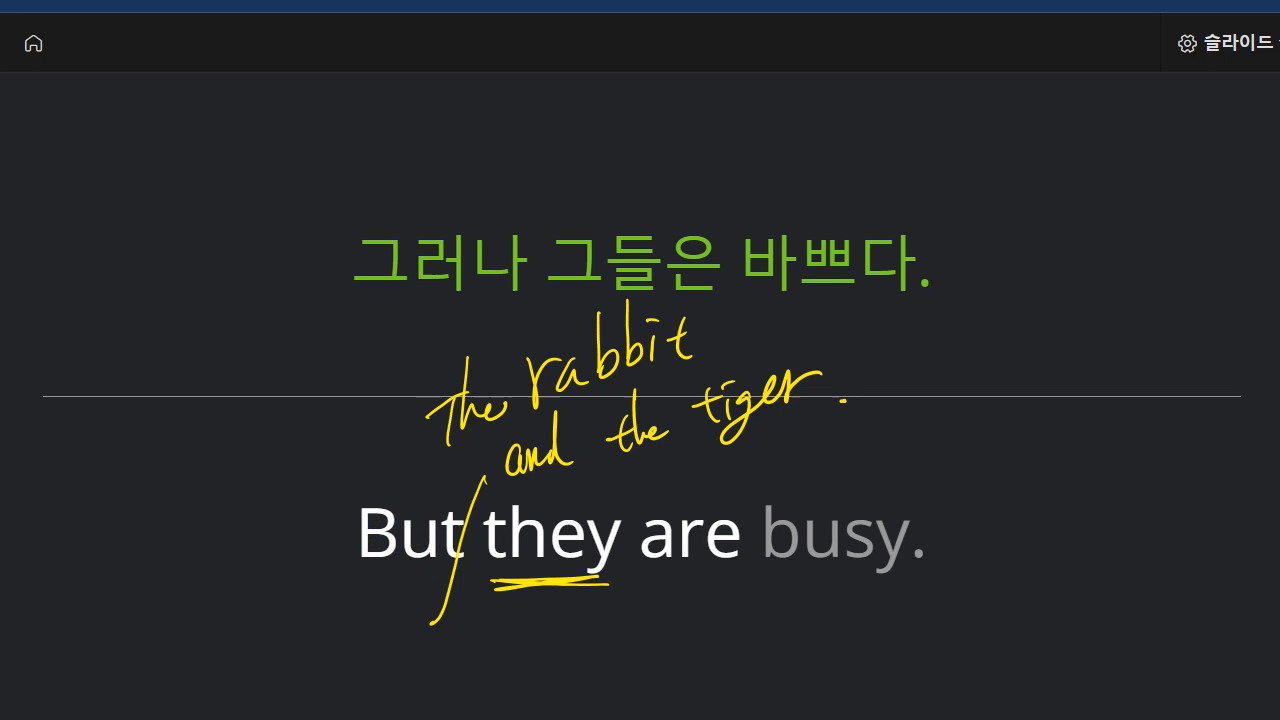 슬라이드
그러나 그들은 바쁘다.
The rabbit
and the tiger.
But they are busy.